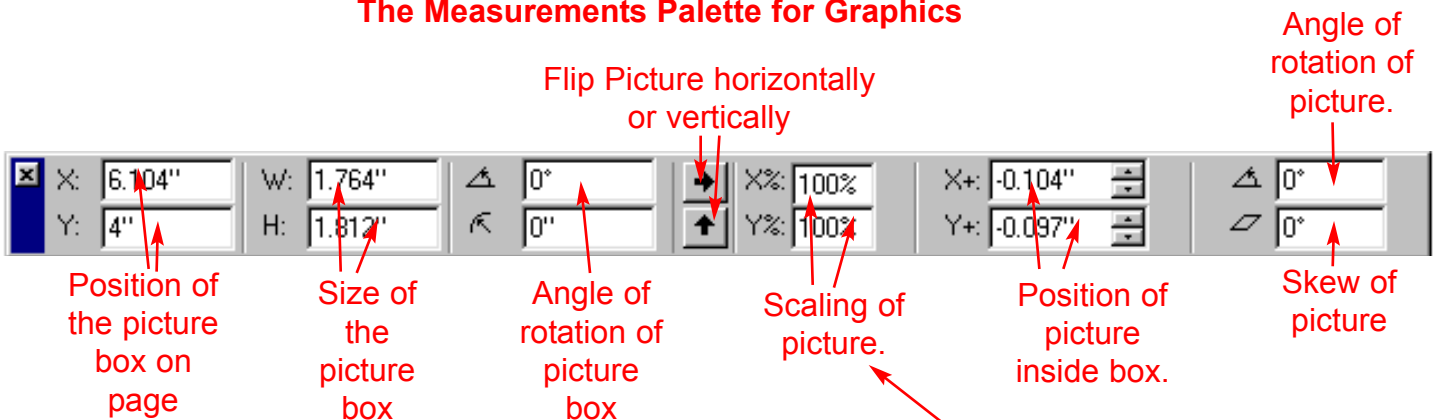 The Measurements Palette for Graphics
Angle of
rotation of
picture.
Flip Picture horizontally
or vertically
X: 6.104" W: 1.764" 0° X%: 100% X+: -0.104" 0°
Y: 4" H: 1.812" 0" Y%: 100% Y+: -0.097" 0°
Position of
the picture
box on
page
Size of
the
picture
box
Angle of
rotation of
picture
box
Scaling of
picture.
Position of
picture
inside box.
Skew of
picture